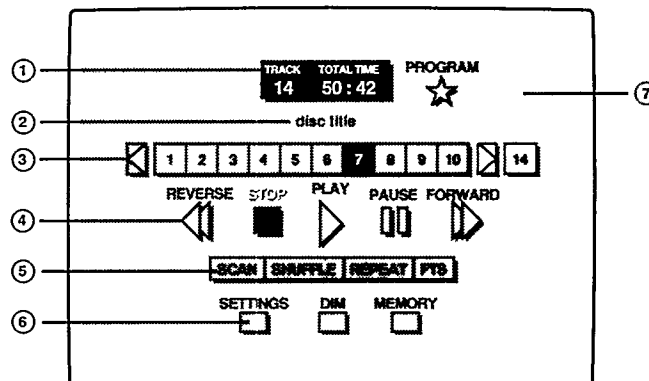 TRACK TOTAL TIME
14 50:42
PROGRAM
1
7
2
disc title
3
1 2 3 4 5 6 7 8 9 10 14
REVERSE STOP PLAY PAUSE FORWARD
4
5
SCAN SHUFFLE REPEAT FTS
SETTINGS DIM MEMORY
6